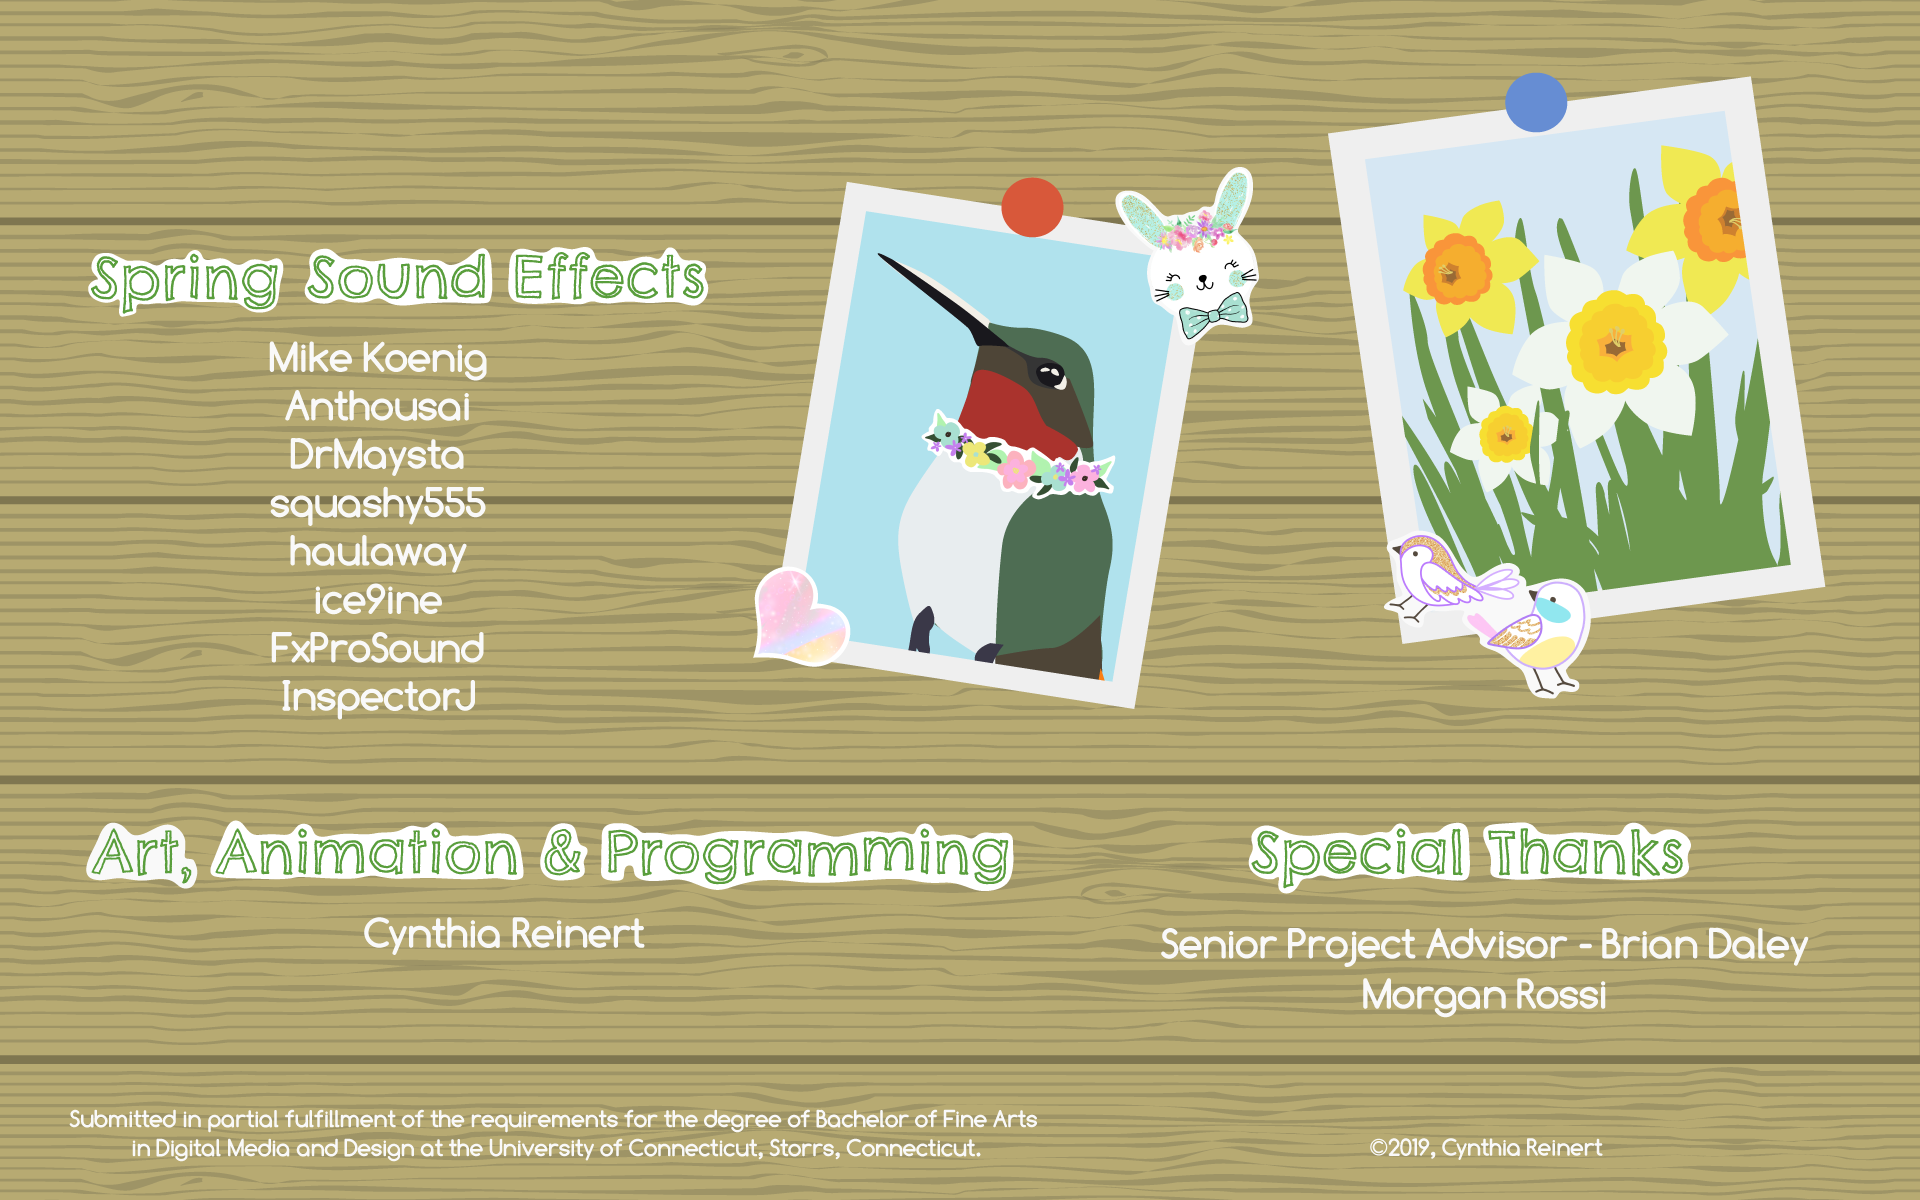 Spring Sound Effects
Mike Koenig
Anthousai
DrMaysta
squashy555
haulaway
ice9ine
FxProSound
InspectorJ
Art, Animation & Programming
Cynthia Reinert
Special Thanks
Senior Project Advisor - Brian Daley
Morgan Rossi
Submitted in partial fulfillment of the requirements for the degree of Bachelor of Fine Arts
in Digital Media and Design at the University of Connecticut, Storrs, Connecticut.
©2019, Cynthia Reinert